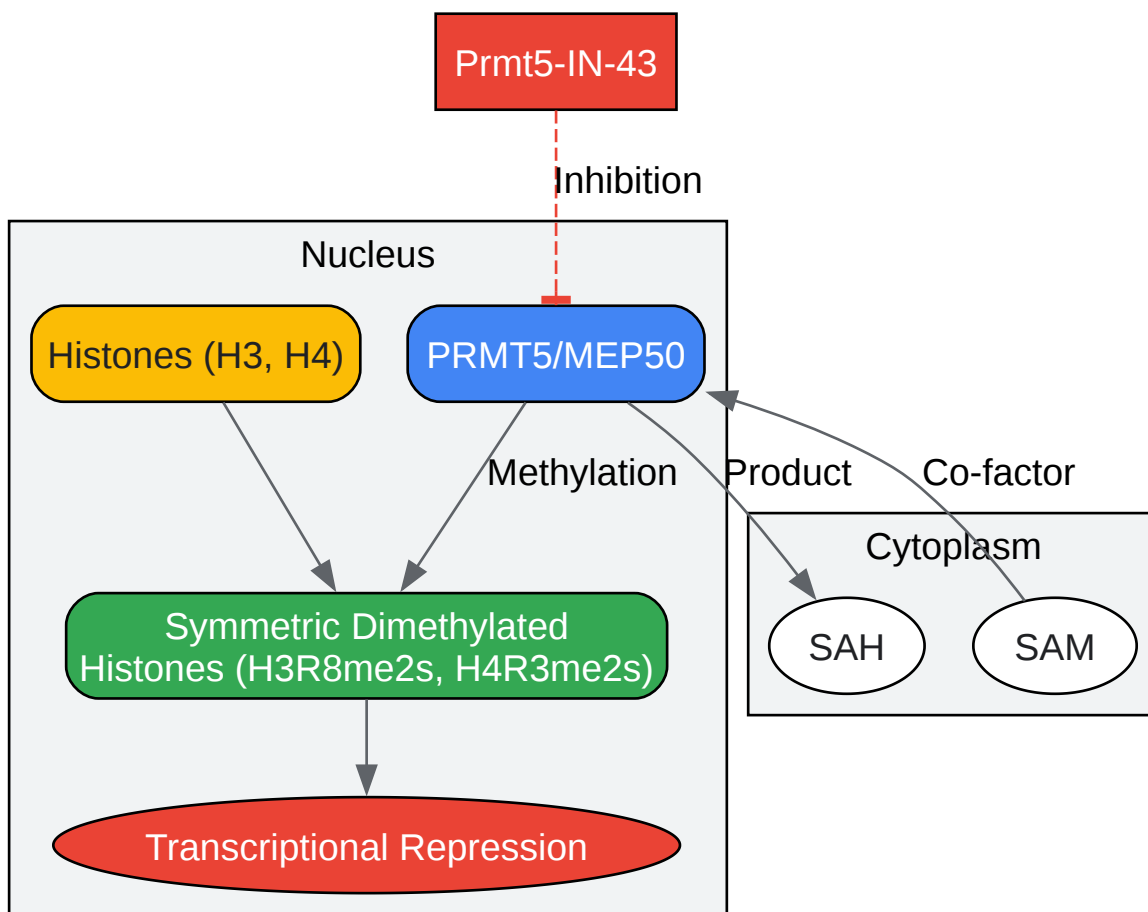 Prmt5-IN-43
Inhibition
Nucleus
Histones (H3, H4)
PRMT5/MEP50
Methylation
Product
Co-factor
Cytoplasm
Symmetric Dimethylated
Histones (H3R8me2s, H4R3me2s)
SAH
SAM
Transcriptional Repression